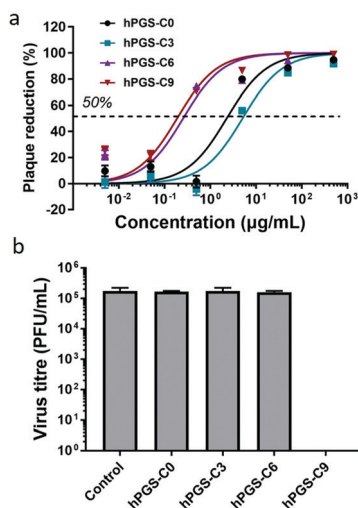 a
hPGS-C0
hPGS-C3
hPGS-C6
hPGS-C9
Plaque reduction (%)
100
80
60
40
20
0
50%
10⁻² 10⁻¹ 10⁰ 10¹ 10² 10³
Concentration (µg/mL)
b
Virus titre (PFU/mL)
10⁶
10⁵
10⁴
10³
10²
10¹
10⁰
Control
hPGS-C0
hPGS-C3
hPGS-C6
hPGS-C9